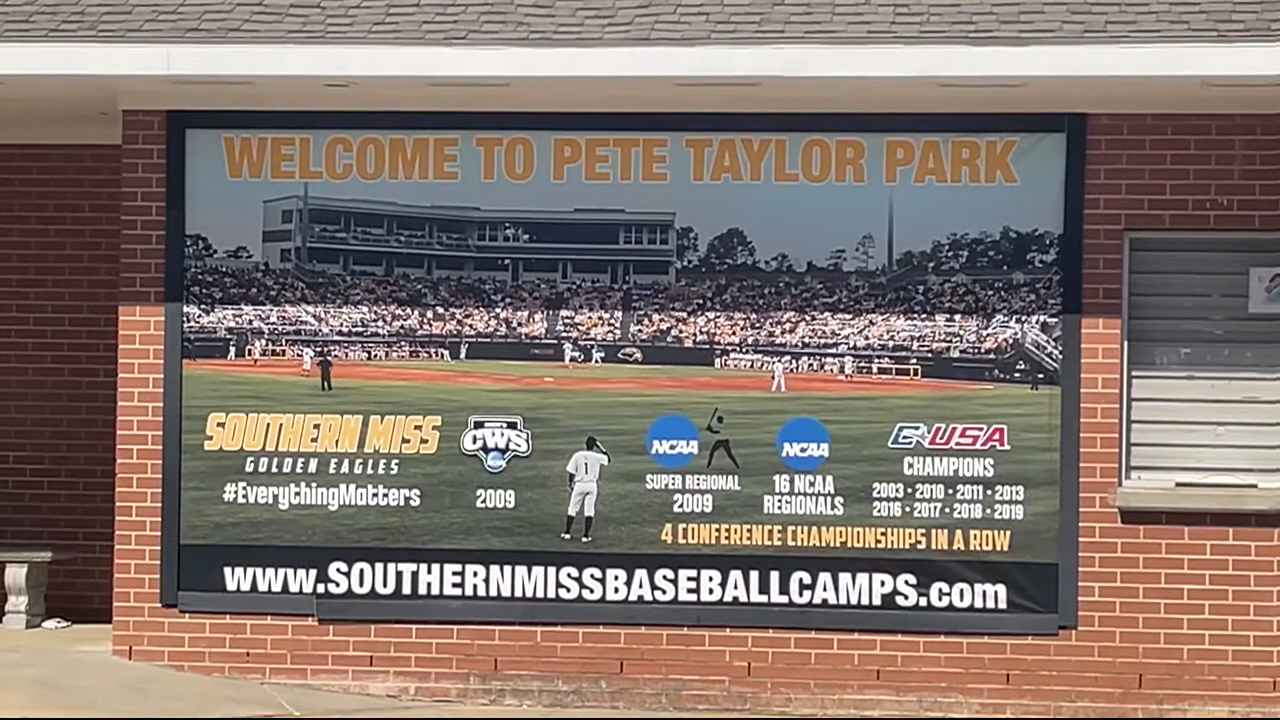 WELCOME TO PETE TAYLOR PARK
SOUTHERN MISS
GOLDEN EAGLES
#EverythingMatters
CWS
2009
1
NCAA
SUPER REGIONAL
2009
NCAA
16 NCAA
REGIONALS
C-USA
CHAMPIONS
2003 • 2010 • 2011 • 2013
2016 • 2017 • 2018 • 2019
4 CONFERENCE CHAMPIONSHIPS IN A ROW
www.SOUTHERNMISSBASEBALLCAMPS.com